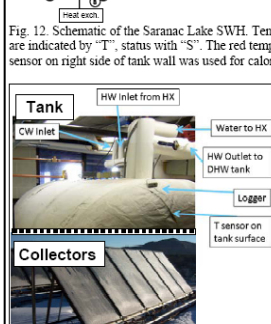 Heat exch.
Fig. 12. Schematic of the Saranac Lake SWH. Tem
are indicated by “T”, status with “S”. The red temp
sensor on right side of tank wall was used for calor
Tank
HW Inlet from HX
CW Inlet
Water to HX
HW Outlet to
DHW tank
Logger
T sensor on
tank surface
Collectors